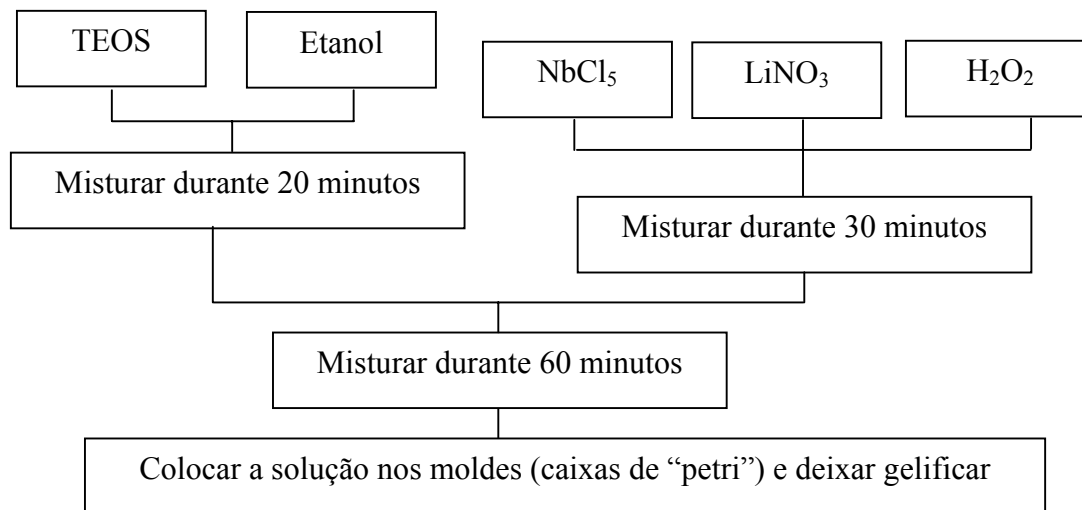 TEOS
Etanol
NbCl₅
LiNO₃
H₂O₂
Misturar durante 20 minutos
Misturar durante 30 minutos
Misturar durante 60 minutos
Colocar a solução nos moldes (caixas de “petri”) e deixar gelificar